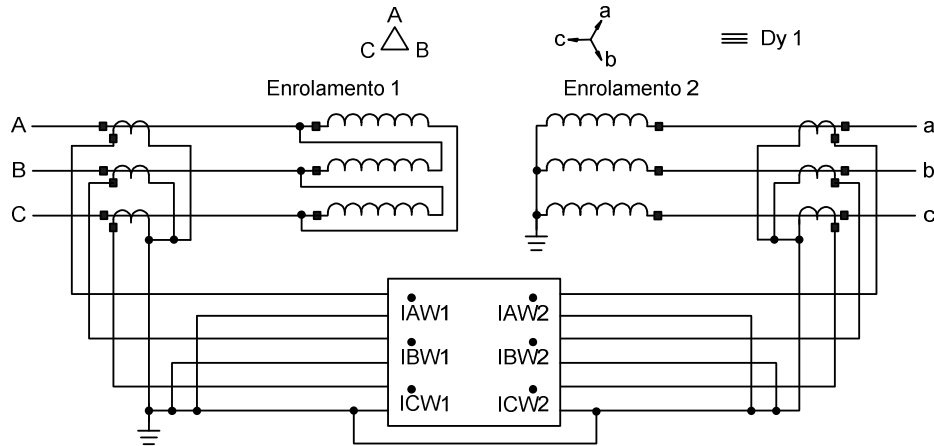 A
C B
a
c
b
Dy 1
Enrolamento 1
Enrolamento 2
A
a
B
b
C
c
IAW1
IAW2
IBW1
IBW2
ICW1
ICW2